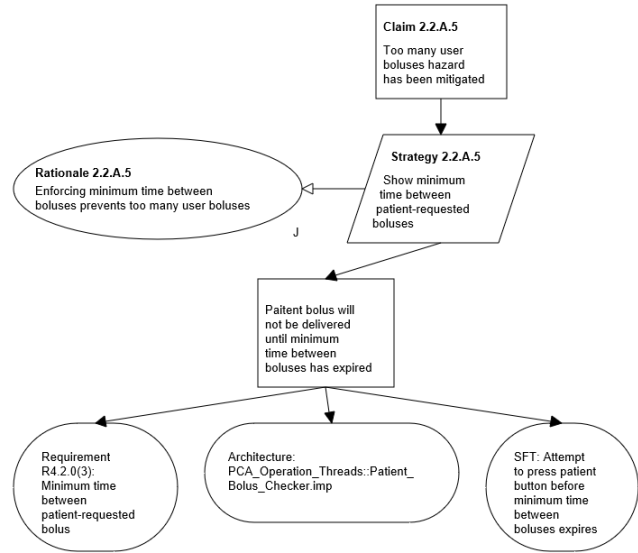 Claim 2.2.A.5
Too many user
boluses hazard
has been mitigated
Strategy 2.2.A.5
Show minimum
time between
patient-requested
boluses
Rationale 2.2.A.5
Enforcing minimum time between
boluses prevents too many user boluses
J
Paitent bolus will
not be delivered
until minimum
time between
boluses has expired
Requirement
R4.2.0(3):
Minimum time
between
patient-requested
bolus
Architecture:
PCA_Operation_Threads::Patient_
Bolus_Checker.imp
SFT: Attempt
to press patient
button before
minimum time
between
boluses expires